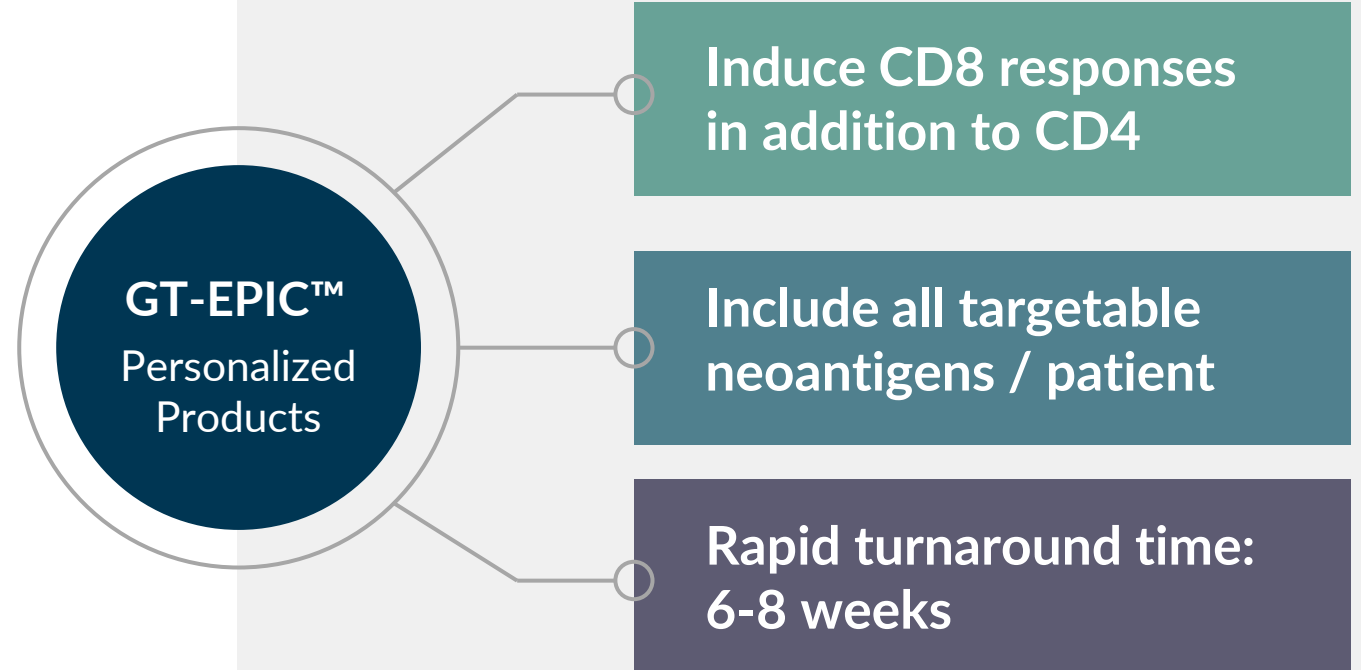 GT-EPIC™
Personalized
Products
Induce CD8 responses
in addition to CD4
Include all targetable
neoantigens / patient
Rapid turnaround time:
6-8 weeks